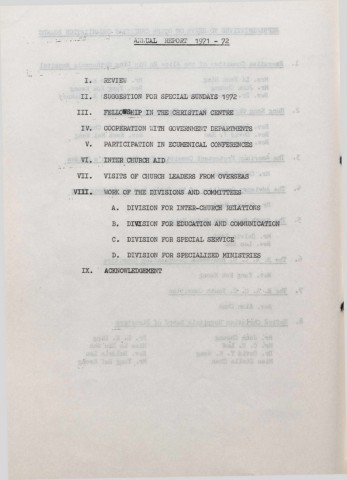 ANNUAL REPORT 1971 - 72
I. REVIEW
II. SUGGESTION FOR SPECIAL SUNDAYS 1972
III. FELLOWSHIP IN THE CHRISTIAN CENTRE
IV. COOPERATION WITH GOVERNMENT DEPARTMENTS
V. PARTICIPATION IN ECUMENICAL CONFERENCES
VI. INTER CHURCH AID
VII. VISITS OF CHURCH LEADERS FROM OVERSEAS
VIII. WORK OF THE DIVISIONS AND COMMITTEES
A. DIVISION FOR INTER-CHURCH RELATIONS
B. DIVISION FOR EDUCATION AND COMMUNICATION
C. DIVISION FOR SPECIAL SERVICE
D. DIVISION FOR SPECIALIZED MINISTRIES
IX. ACKNOWLEDGEMENT